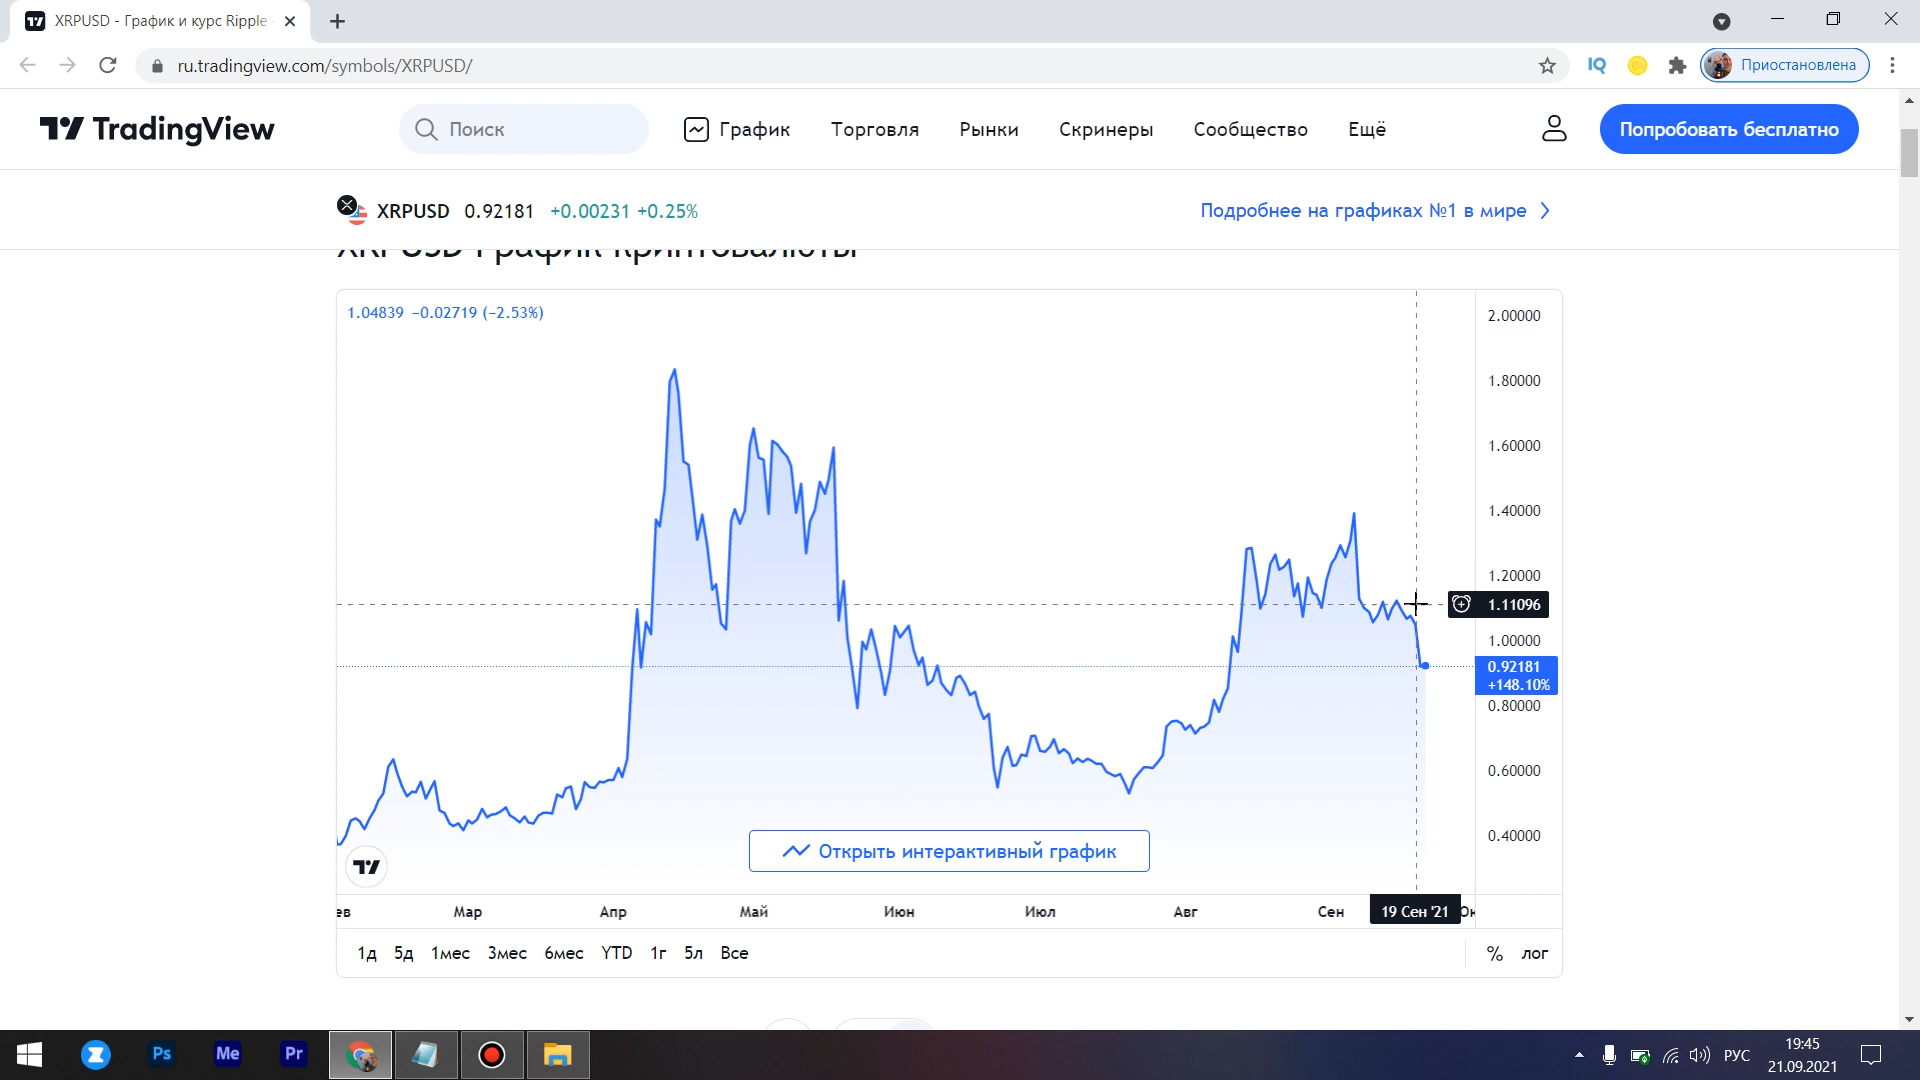 XRPUSD - График и курс Ripple
ru.tradingview.com/symbols/XRPUSD/
IQ
Приостановлена
TradingView
Поиск
График
Торговля
Рынки
Скринеры
Сообщество
Ещё
Попробовать бесплатно
XRPUSD 0.92181 +0.00231 +0.25%
Подробнее на графиках №1 в мире
XRPUSD График криптовалюты
1.04839 −0.02719 (−2.53%)
2.00000
1.80000
1.60000
1.40000
1.20000
1.11096
1.00000
0.92181
+148.10%
0.80000
0.60000
0.40000
Открыть интерактивный график
ев Мар Апр Май Июн Июл Авг Сен 19 Сен '21 Ок
1д 5д 1мес 3мес 6мес YTD 1г 5л Все % лог
Ps Me Pr
РУС
19:45
21.09.2021